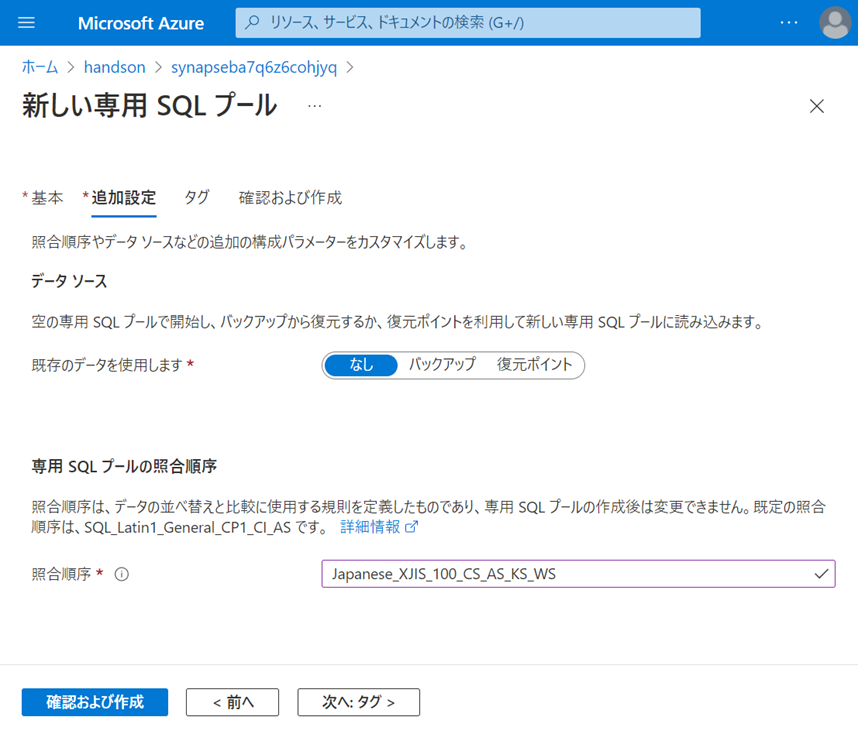 Microsoft Azure
リソース、サービス、ドキュメントの検索 (G+/)
ホーム > handson > synapseba7q6z6cohjyq >
新しい専用 SQL プール ...
* 基本 * 追加設定 タグ 確認および作成
照合順序やデータ ソースなどの追加の構成パラメーターをカスタマイズします。
データ ソース
空の専用 SQL プールで開始し、バックアップから復元するか、復元ポイントを利用して新しい専用 SQL プールに読み込みます。
既存のデータを使用します *
なし バックアップ 復元ポイント
専用 SQL プールの照合順序
照合順序は、データの並べ替えと比較に使用する規則を定義したものであり、専用 SQL プールの作成後は変更できません。既定の照合
順序は、SQL_Latin1_General_CP1_CI_AS です。 詳細情報
照合順序 *
Japanese_XJIS_100_CS_AS_KS_WS
確認および作成 < 前へ 次へ: タグ >